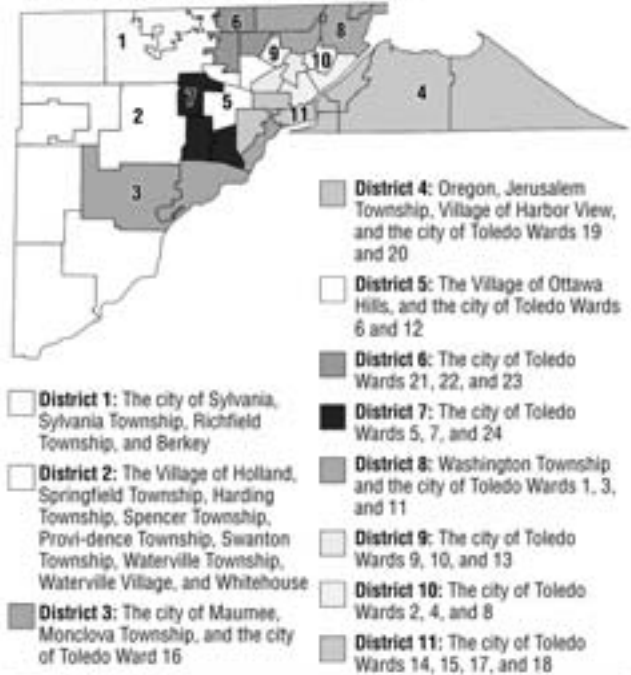 1
6
8
9
10
7
5
2
11
4
3
District 4: Oregon, Jerusalem
Township, Village of Harbor View,
and the city of Toledo Wards 19
and 20
District 5: The Village of Ottawa
Hills, and the city of Toledo Wards
6 and 12
District 6: The city of Toledo
Wards 21, 22, and 23
District 7: The city of Toledo
Wards 5, 7, and 24
District 8: Washington Township
and the city of Toledo Wards 1, 3,
and 11
District 9: The city of Toledo
Wards 9, 10, and 13
District 10: The city of Toledo
Wards 2, 4, and 8
District 11: The city of Toledo
Wards 14, 15, 17, and 18
District 1: The city of Sylvania,
Sylvania Township, Richfield
Township, and Berkey
District 2: The Village of Holland,
Springfield Township, Harding
Township, Spencer Township,
Provi-dence Township, Swanton
Township, Waterville Township,
Waterville Village, and Whitehouse
District 3: The city of Maumee,
Monclova Township, and the city
of Toledo Ward 16